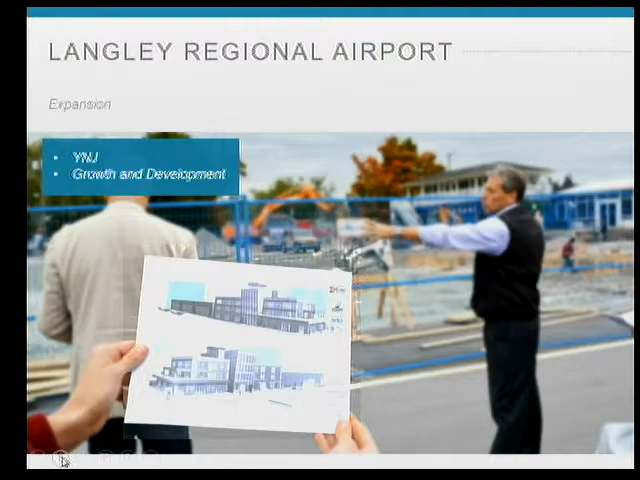 LANGLEY REGIONAL AIRPORT
Expansion
• YNJ
• Growth and Development